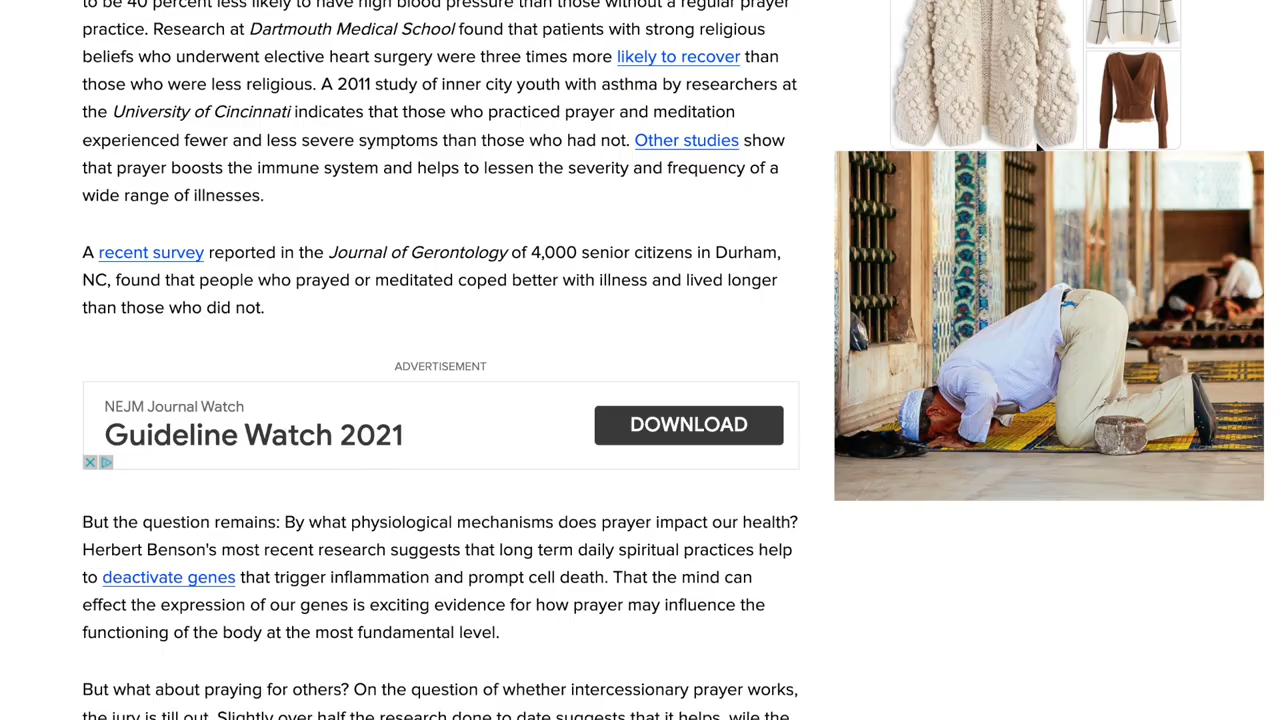 to be 40 percent less likely to have high blood pressure than those without a regular prayer
practice. Research at Dartmouth Medical School found that patients with strong religious
beliefs who underwent elective heart surgery were three times more likely to recover than
those who were less religious. A 2011 study of inner city youth with asthma by researchers at
the University of Cincinnati indicates that those who practiced prayer and meditation
experienced fewer and less severe symptoms than those who had not. Other studies show
that prayer boosts the immune system and helps to lessen the severity and frequency of a
wide range of illnesses.
A recent survey reported in the Journal of Gerontology of 4,000 senior citizens in Durham,
NC, found that people who prayed or meditated coped better with illness and lived longer
than those who did not.
ADVERTISEMENT
NEJM Journal Watch
Guideline Watch 2021
DOWNLOAD
But the question remains: By what physiological mechanisms does prayer impact our health?
Herbert Benson's most recent research suggests that long term daily spiritual practices help
to deactivate genes that trigger inflammation and prompt cell death. That the mind can
effect the expression of our genes is exciting evidence for how prayer may influence the
functioning of the body at the most fundamental level.
But what about praying for others? On the question of whether intercessionary prayer works,
the jury is till out. Slightly over half the research done to date suggests that it helps, wile the